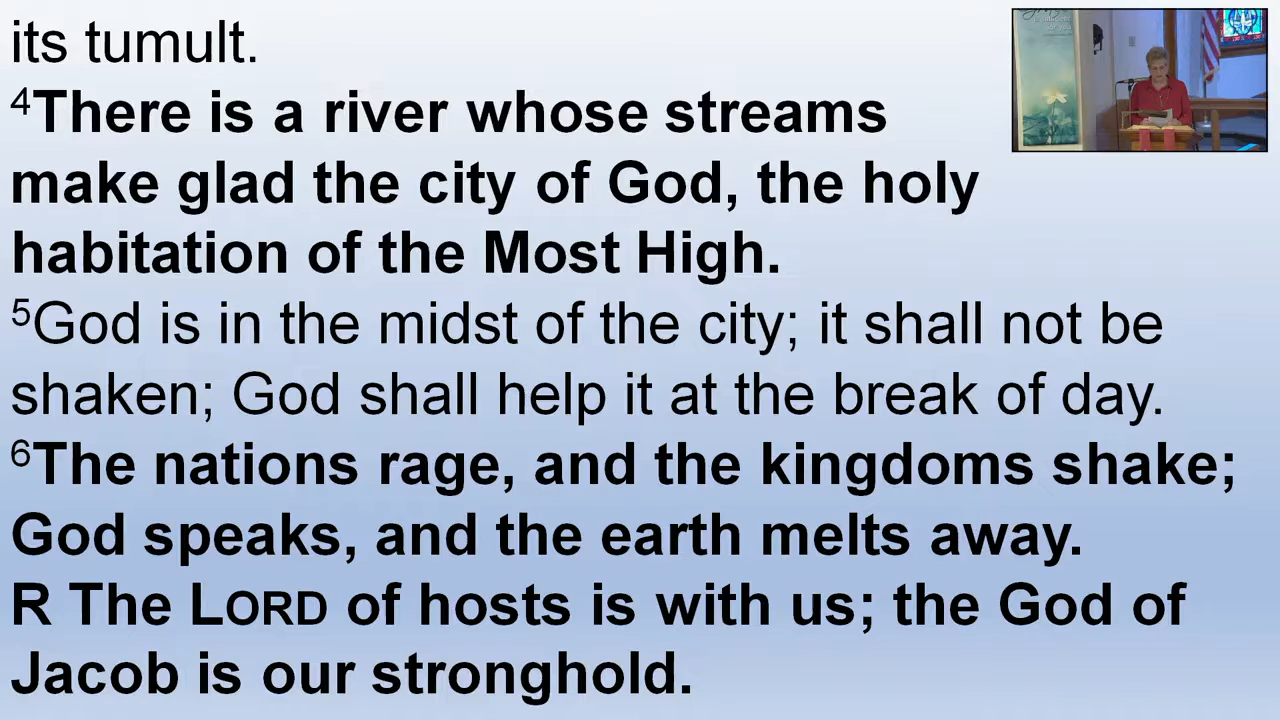 its tumult.
⁴There is a river whose streams
make glad the city of God, the holy
habitation of the Most High.
⁵God is in the midst of the city; it shall not be
shaken; God shall help it at the break of day.
⁶The nations rage, and the kingdoms shake;
God speaks, and the earth melts away.
R The LORD of hosts is with us; the God of
Jacob is our stronghold.